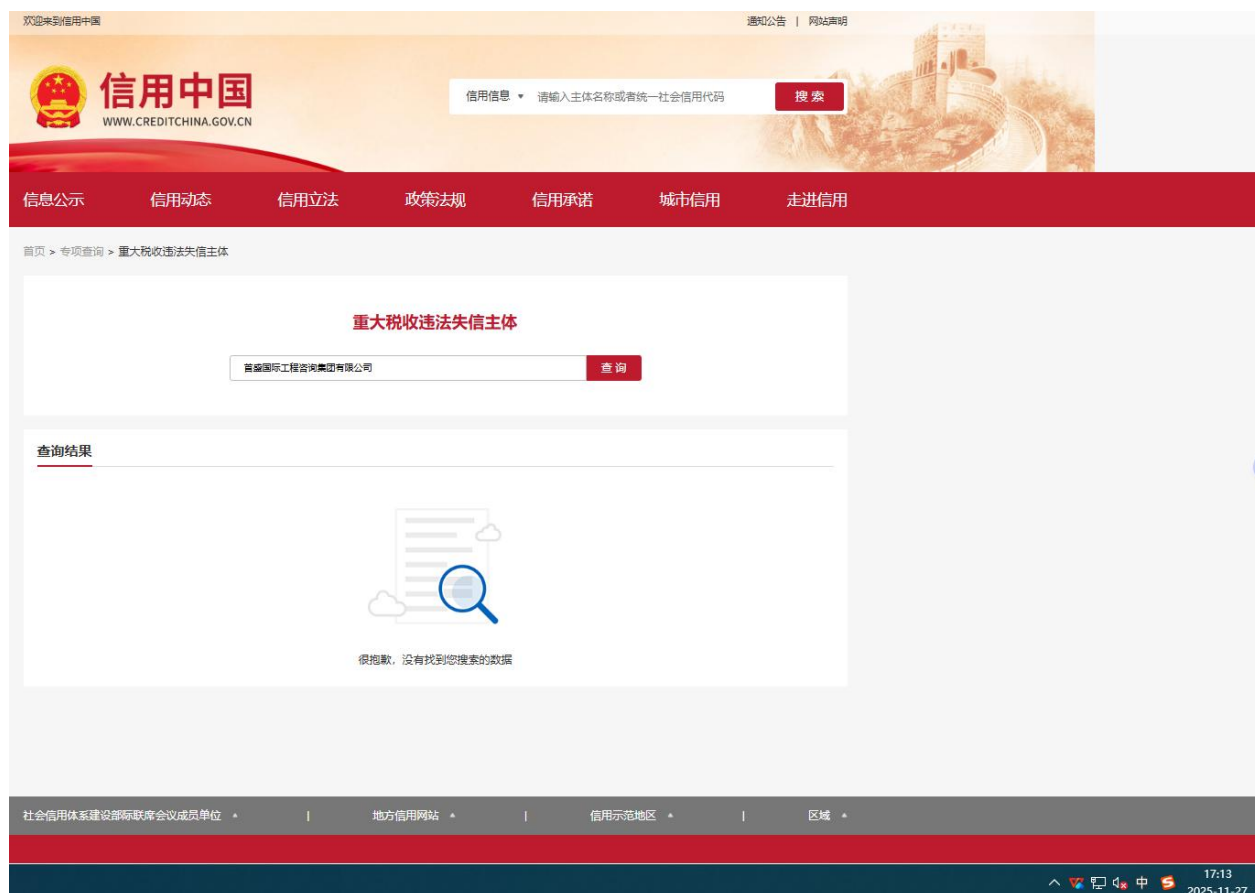 欢迎来到信用中国
通知公告 | 网站声明
信用中国
WWW.CREDITCHINA.GOV.CN
信用信息 请输入主体名称或者统一社会信用代码 搜索
信息公示 信用动态 信用立法 政策法规 信用承诺 城市信用 走进信用
首页 > 专项查询 > 重大税收违法失信主体
重大税收违法失信主体
首盛国际工程咨询集团有限公司 查询
查询结果
很抱歉，没有找到您搜索的数据
社会信用体系建设部际联席会议成员单位 | 地方信用网站 | 信用示范地区 | 区域
中 17:13
2025-11-27